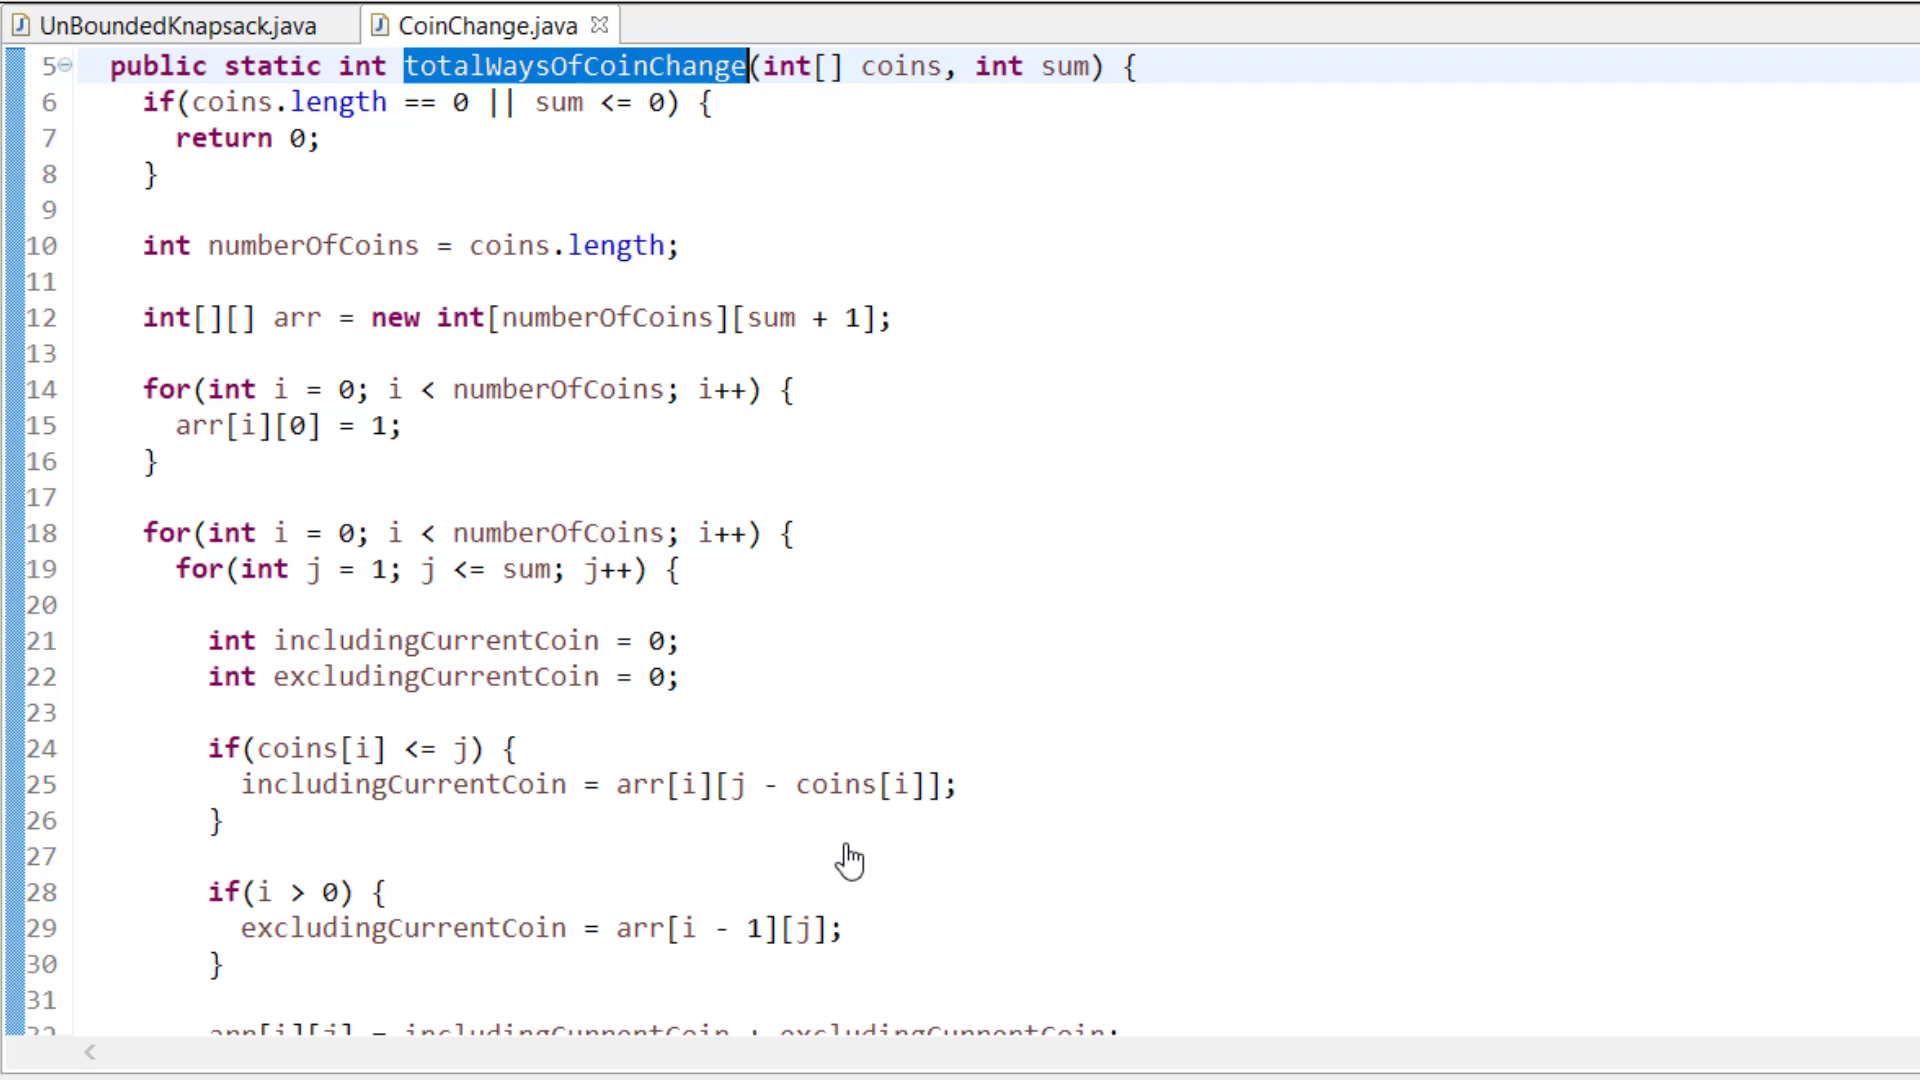 UnBoundedKnapsack.java CoinChange.java
5 public static int totalWaysOfCoinChange(int[] coins, int sum) {
6 if(coins.length == 0 || sum <= 0) {
7 return 0;
8 }
9
10 int numberOfCoins = coins.length;
11
12 int[][] arr = new int[numberOfCoins][sum + 1];
13
14 for(int i = 0; i < numberOfCoins; i++) {
15 arr[i][0] = 1;
16 }
17
18 for(int i = 0; i < numberOfCoins; i++) {
19 for(int j = 1; j <= sum; j++) {
20
21 int includingCurrentCoin = 0;
22 int excludingCurrentCoin = 0;
23
24 if(coins[i] <= j) {
25 includingCurrentCoin = arr[i][j - coins[i]];
26 }
27
28 if(i > 0) {
29 excludingCurrentCoin = arr[i - 1][j];
30 }
31
32 arr[i][j] = includingCurrentCoin + excludingCurrentCoin;